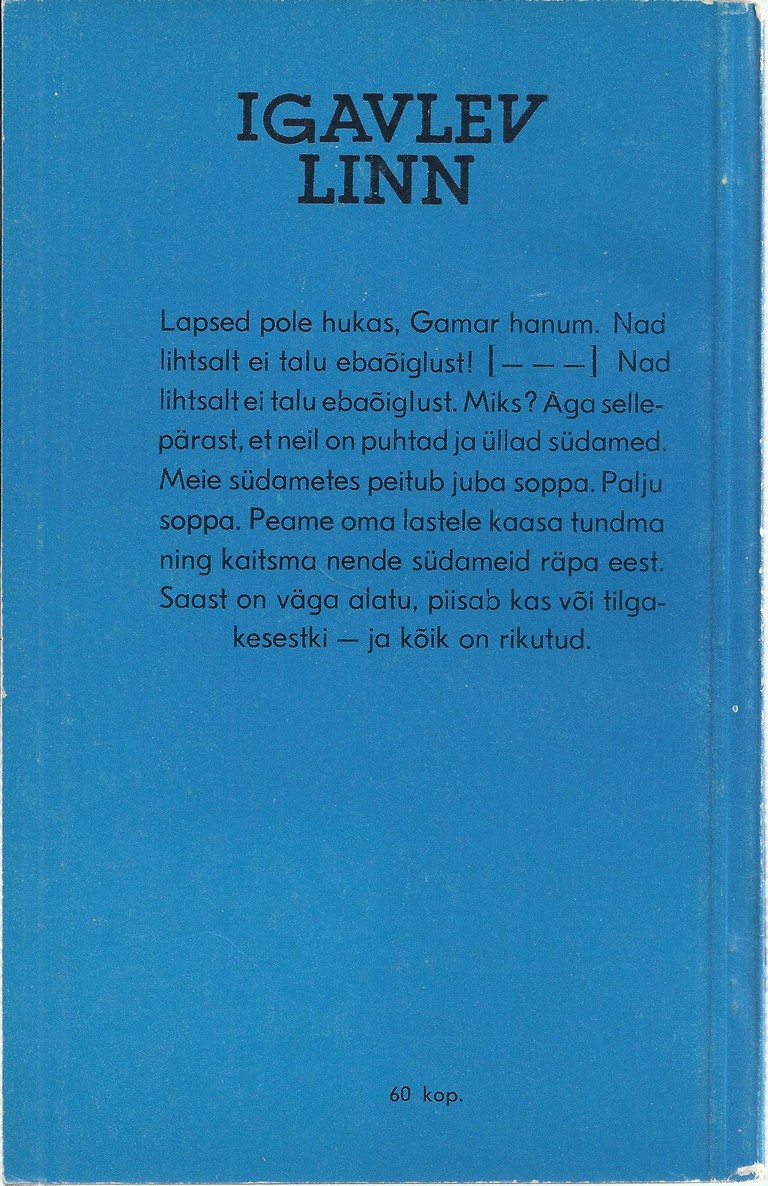 IGAVLEV
LINN
Lapsed pole hukas, Gamar hanum. Nad
lihtsalt ei talu ebaõiglust! [— — —] Nad
lihtsalt ei talu ebaõiglust. Miks? Aga selle-
pärast, et neil on puhtad ja üllad südamed.
Meie südametes peitub juba soppa. Palju
soppa. Peame oma lastele kaasa tundma
ning kaitsma nende südameid räpa eest.
Saast on väga alatu, piisab kas või tilga-
kesestki — ja kõik on rikutud.
60 kop.